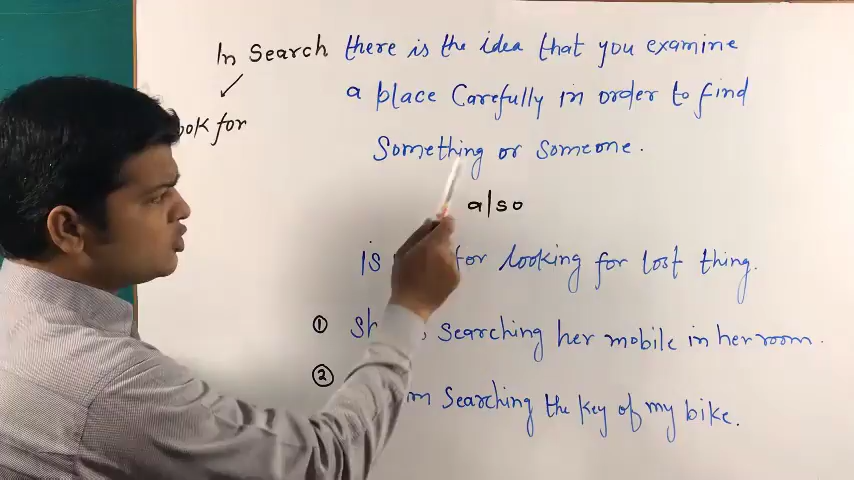 In Search there is the idea that you examine
a place Carefully in order to find
for
Something or Someone.
also
is for looking for lost thing.
① Searching her mobile in her room.
②
Searching the key of my bike.